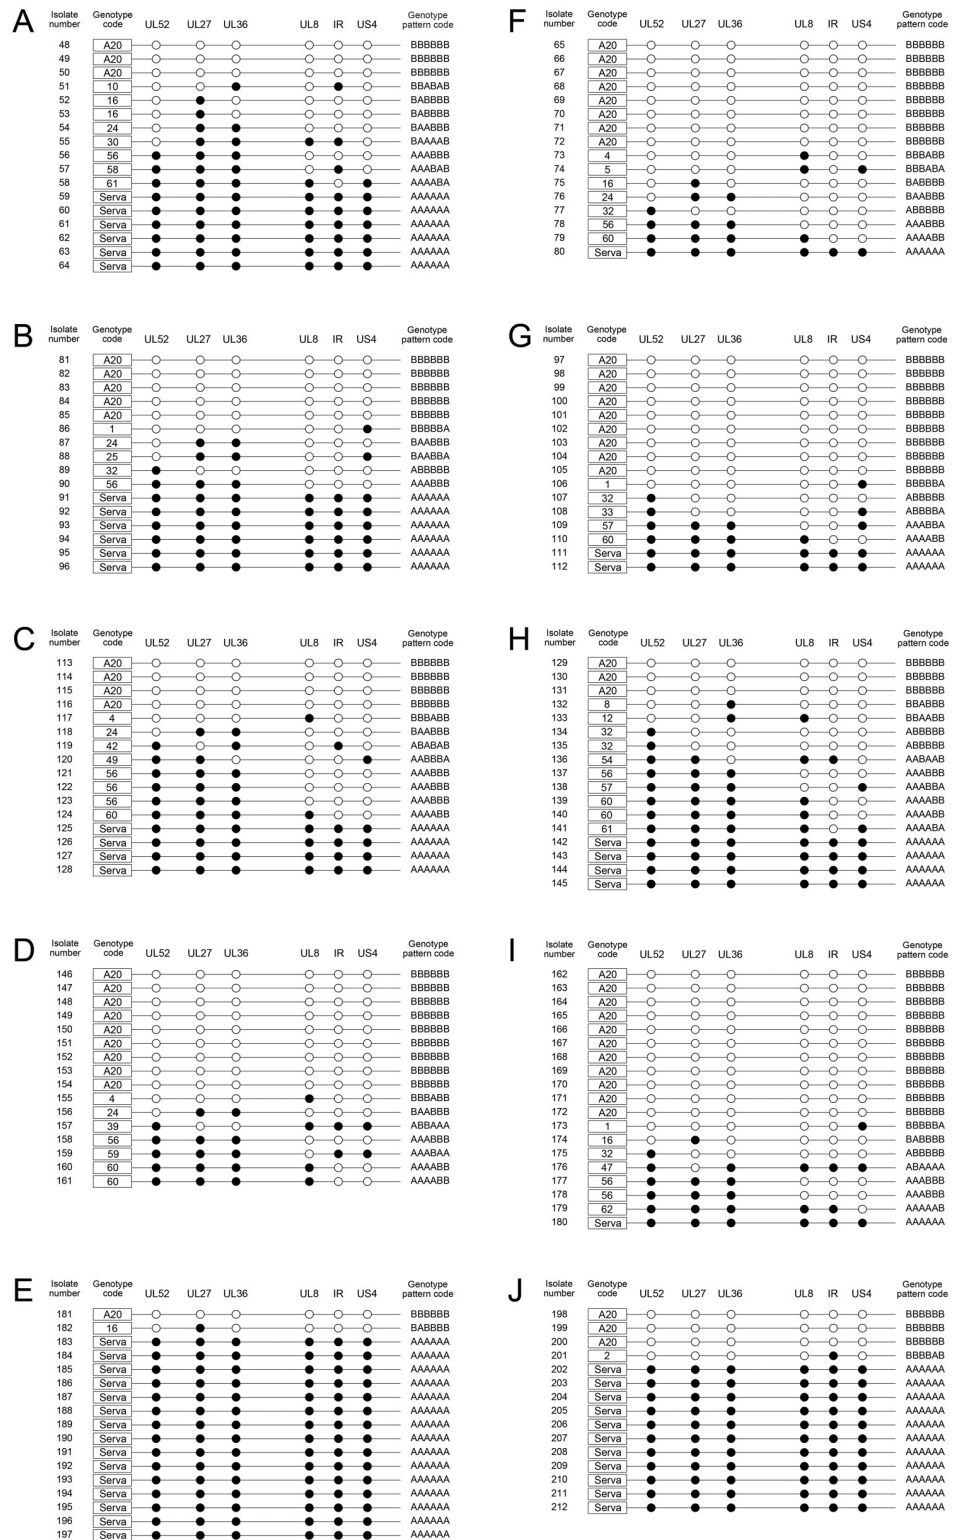 A
Isolate number Genotype code UL52 UL27 UL36 UL8 IR US4 Genotype pattern code
48 A20 BBBBBB
49 A20 BBBBBB
50 A20 BBBBBB
51 10 BBABAB
52 16 BABBBB
53 16 BABBBB
54 24 BAABBB
55 30 BAAAAB
56 56 AAABBB
57 58 AAABAB
58 61 AAAABA
59 Serva AAAAAA
60 Serva AAAAAA
61 Serva AAAAAA
62 Serva AAAAAA
63 Serva AAAAAA
64 Serva AAAAAA
B
Isolate number Genotype code UL52 UL27 UL36 UL8 IR US4 Genotype pattern code
81 A20 BBBBBB
82 A20 BBBBBB
83 A20 BBBBBB
84 A20 BBBBBB
85 A20 BBBBBB
86 1 BBBBBA
87 24 BAABBB
88 25 BAABBA
89 32 ABBBBB
90 56 AAABBB
91 Serva AAAAAA
92 Serva AAAAAA
93 Serva AAAAAA
94 Serva AAAAAA
95 Serva AAAAAA
96 Serva AAAAAA
C
Isolate number Genotype code UL52 UL27 UL36 UL8 IR US4 Genotype pattern code
113 A20 BBBBBB
114 A20 BBBBBB
115 A20 BBBBBB
116 A20 BBBBBB
117 4 BBBABB
118 24 BAABBB
119 42 ABABAB
120 49 AABBBA
121 56 AAABBB
122 56 AAABBB
123 56 AAABBB
124 60 AAAABB
125 Serva AAAAAA
126 Serva AAAAAA
127 Serva AAAAAA
128 Serva AAAAAA
D
Isolate number Genotype code UL52 UL27 UL36 UL8 IR US4 Genotype pattern code
146 A20 BBBBBB
147 A20 BBBBBB
148 A20 BBBBBB
149 A20 BBBBBB
150 A20 BBBBBB
151 A20 BBBBBB
152 A20 BBBBBB
153 A20 BBBBBB
154 A20 BBBBBB
155 4 BBBABB
156 24 BAABBB
157 39 ABBAAA
158 56 AAABBB
159 59 AAABAA
160 60 AAAABB
161 60 AAAABB
E
Isolate number Genotype code UL52 UL27 UL36 UL8 IR US4 Genotype pattern code
181 A20 BBBBBB
182 16 BABBBB
183 Serva AAAAAA
184 Serva AAAAAA
185 Serva AAAAAA
186 Serva AAAAAA
187 Serva AAAAAA
188 Serva AAAAAA
189 Serva AAAAAA
190 Serva AAAAAA
191 Serva AAAAAA
192 Serva AAAAAA
193 Serva AAAAAA
194 Serva AAAAAA
195 Serva AAAAAA
196 Serva AAAAAA
197 Serva AAAAAA
F
Isolate number Genotype code UL52 UL27 UL36 UL8 IR US4 Genotype pattern code
65 A20 BBBBBB
66 A20 BBBBBB
67 A20 BBBBBB
68 A20 BBBBBB
69 A20 BBBBBB
70 A20 BBBBBB
71 A20 BBBBBB
72 A20 BBBBBB
73 4 BBBABB
74 5 BBBABA
75 16 BABBBB
76 24 BAABBB
77 32 ABBBBB
78 56 AAABBB
79 60 AAAABB
80 Serva AAAAAA
G
Isolate number Genotype code UL52 UL27 UL36 UL8 IR US4 Genotype pattern code
97 A20 BBBBBB
98 A20 BBBBBB
99 A20 BBBBBB
100 A20 BBBBBB
101 A20 BBBBBB
102 A20 BBBBBB
103 A20 BBBBBB
104 A20 BBBBBB
105 A20 BBBBBB
106 1 BBBBBA
107 32 ABBBBB
108 33 ABBBBA
109 57 AAABBA
110 60 AAAABB
111 Serva AAAAAA
112 Serva AAAAAA
H
Isolate number Genotype code UL52 UL27 UL36 UL8 IR US4 Genotype pattern code
129 A20 BBBBBB
130 A20 BBBBBB
131 A20 BBBBBB
132 8 BBABBB
133 12 BBAABB
134 32 ABBBBB
135 32 ABBBBB
136 54 AABAAB
137 56 AAABBB
138 57 AAABBA
139 60 AAAABB
140 60 AAAABB
141 61 AAAABA
142 Serva AAAAAA
143 Serva AAAAAA
144 Serva AAAAAA
145 Serva AAAAAA
I
Isolate number Genotype code UL52 UL27 UL36 UL8 IR US4 Genotype pattern code
162 A20 BBBBBB
163 A20 BBBBBB
164 A20 BBBBBB
165 A20 BBBBBB
166 A20 BBBBBB
167 A20 BBBBBB
168 A20 BBBBBB
169 A20 BBBBBB
170 A20 BBBBBB
171 A20 BBBBBB
172 A20 BBBBBB
173 1 BBBBBA
174 16 BABBBB
175 32 ABBBBB
176 47 ABAAAA
177 56 AAABBB
178 56 AAABBB
179 62 AAAAAB
180 Serva AAAAAA
J
Isolate number Genotype code UL52 UL27 UL36 UL8 IR US4 Genotype pattern code
198 A20 BBBBBB
199 A20 BBBBBB
200 A20 BBBBBB
201 2 BBBBAB
202 Serva AAAAAA
203 Serva AAAAAA
204 Serva AAAAAA
205 Serva AAAAAA
206 Serva AAAAAA
207 Serva AAAAAA
208 Serva AAAAAA
209 Serva AAAAAA
210 Serva AAAAAA
211 Serva AAAAAA
212 Serva AAAAAA